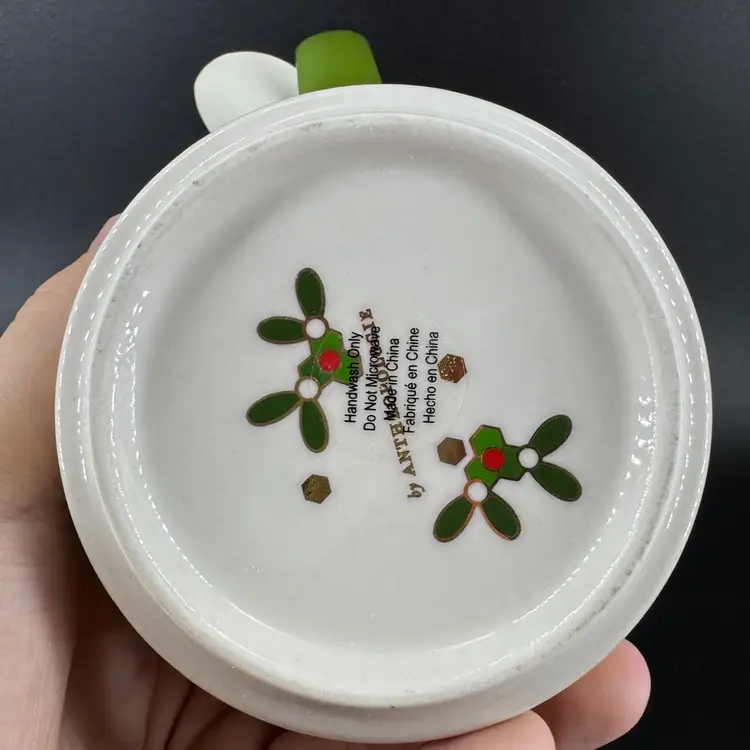 Handwash Only
Do Not Microwave
Made in China
Fabriqué en Chine
Hecho en China
by ANTHROPOLOGIE